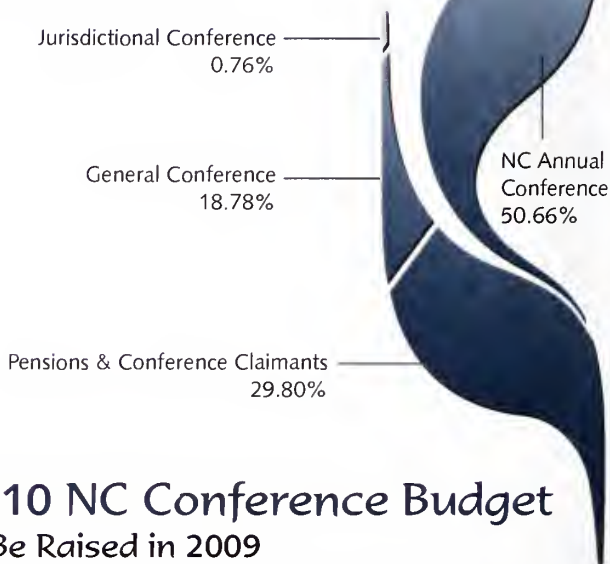 Jurisdictional Conference
0.76%
General Conference
18.78%
NC Annual
Conference
50.66%
Pensions & Conference Claimants
29.80%
10 NC Conference Budget
Be Raised in 2009